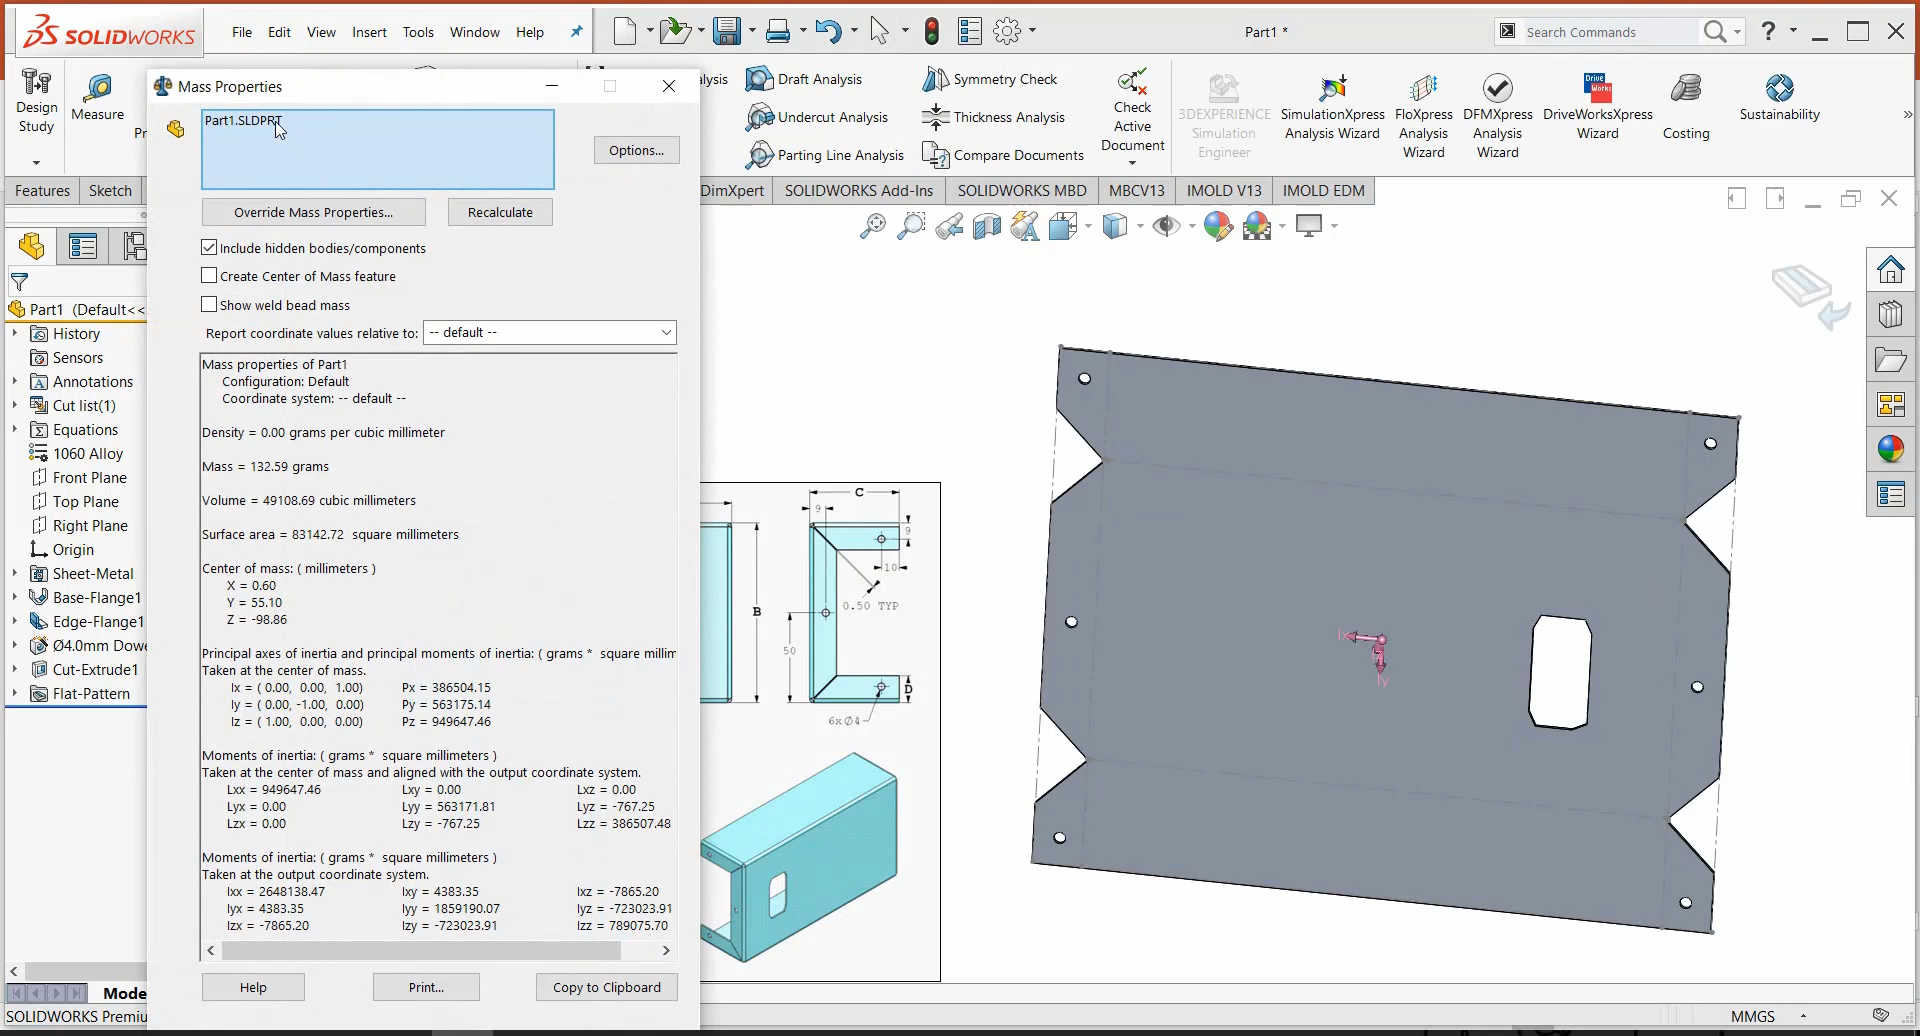 SOLIDWORKS
File Edit View Insert Tools Window Help
Part1 *
Search Commands
?
Design Study
Measure
Mass Properties
Part1.SLDPRT
Options...
Override Mass Properties...
Recalculate
Include hidden bodies/components
Create Center of Mass feature
Show weld bead mass
Report coordinate values relative to: -- default --
Mass properties of Part1
Configuration: Default
Coordinate system: -- default --
Density = 0.00 grams per cubic millimeter
Mass = 132.59 grams
Volume = 49108.69 cubic millimeters
Surface area = 83142.72 square millimeters
Center of mass: ( millimeters )
X = 0.60
Y = 55.10
Z = -98.86
Principal axes of inertia and principal moments of inertia: ( grams * square millim
Taken at the center of mass.
Ix = ( 0.00, 0.00, 1.00) Px = 386504.15
Iy = ( 0.00, -1.00, 0.00) Py = 563175.14
Iz = ( 1.00, 0.00, 0.00) Pz = 949647.46
Moments of inertia: ( grams * square millimeters )
Taken at the center of mass and aligned with the output coordinate system.
Lxx = 949647.46 Lxy = 0.00 Lxz = 0.00
Lyx = 0.00 Lyy = 563171.81 Lyz = -767.25
Lzx = 0.00 Lzy = -767.25 Lzz = 386507.48
Moments of inertia: ( grams * square millimeters )
Taken at the output coordinate system.
Ixx = 2648138.47 Ixy = 4383.35 Ixz = -7865.20
Iyx = 4383.35 Iyy = 1859190.07 Iyz = -723023.91
Izx = -7865.20 Izy = -723023.91 Izz = 789075.70
Help
Print...
Copy to Clipboard
alysis
Draft Analysis
Undercut Analysis
Parting Line Analysis
Symmetry Check
Thickness Analysis
Compare Documents
Check Active Document
3DEXPERIENCE Simulation Engineer
SimulationXpress Analysis Wizard
FloXpress Analysis Wizard
DFMXpress Analysis Wizard
Drive Works
DriveWorksXpress Wizard
Costing
Sustainability
Pr
Features Sketch
DimXpert SOLIDWORKS Add-Ins SOLIDWORKS MBD MBCV13 IMOLD V13 IMOLD EDM
Part1 (Default<<
History
Sensors
Annotations
Cut list(1)
Equations
1060 Alloy
Front Plane
Top Plane
Right Plane
Origin
Sheet-Metal
Base-Flange1
Edge-Flange1
Ø4.0mm Dowe
Cut-Extrude1
Flat-Pattern
C
9
9
10
0.50 TYP
B
50
D
6xØ4
Ix
Iy
Mode
SOLIDWORKS Premiu
MMGS